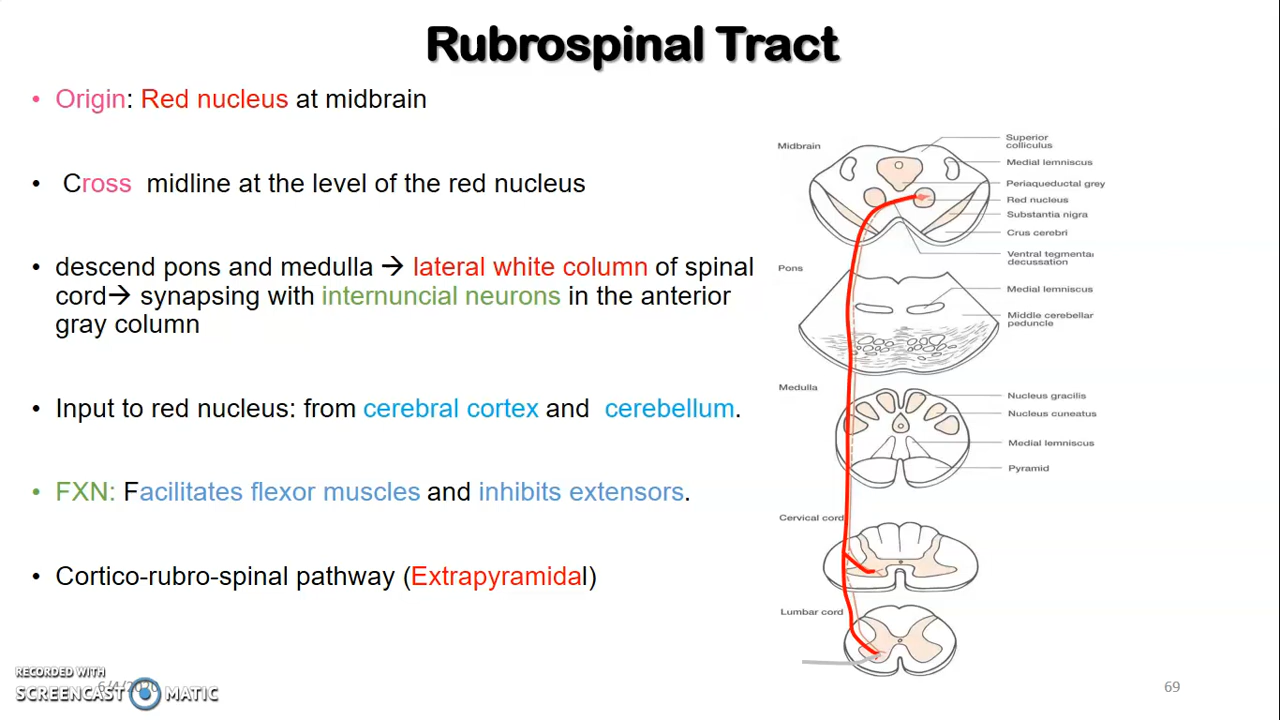 Rubrospinal Tract
• Origin: Red nucleus at midbrain
• Cross midline at the level of the red nucleus
• descend pons and medulla → lateral white column of spinal
cord→ synapsing with internuncial neurons in the anterior
gray column
• Input to red nucleus: from cerebral cortex and cerebellum.
• FXN: Facilitates flexor muscles and inhibits extensors.
• Cortico-rubro-spinal pathway (Extrapyramidal)
Midbrain
Superior
colliculus
Medial lemniscus
Periaqueductal grey
Red nucleus
Substantia nigra
Crus cerebri
Ventral tegmental
decussation
Pons
Medial lemniscus
Middle cerebellar
peduncle
Medulla
Nucleus gracilis
Nucleus cuneatus
Medial lemniscus
Pyramid
Cervical cord
Lumbar cord
RECORDED WITH
SCREENCAST MATIC
69